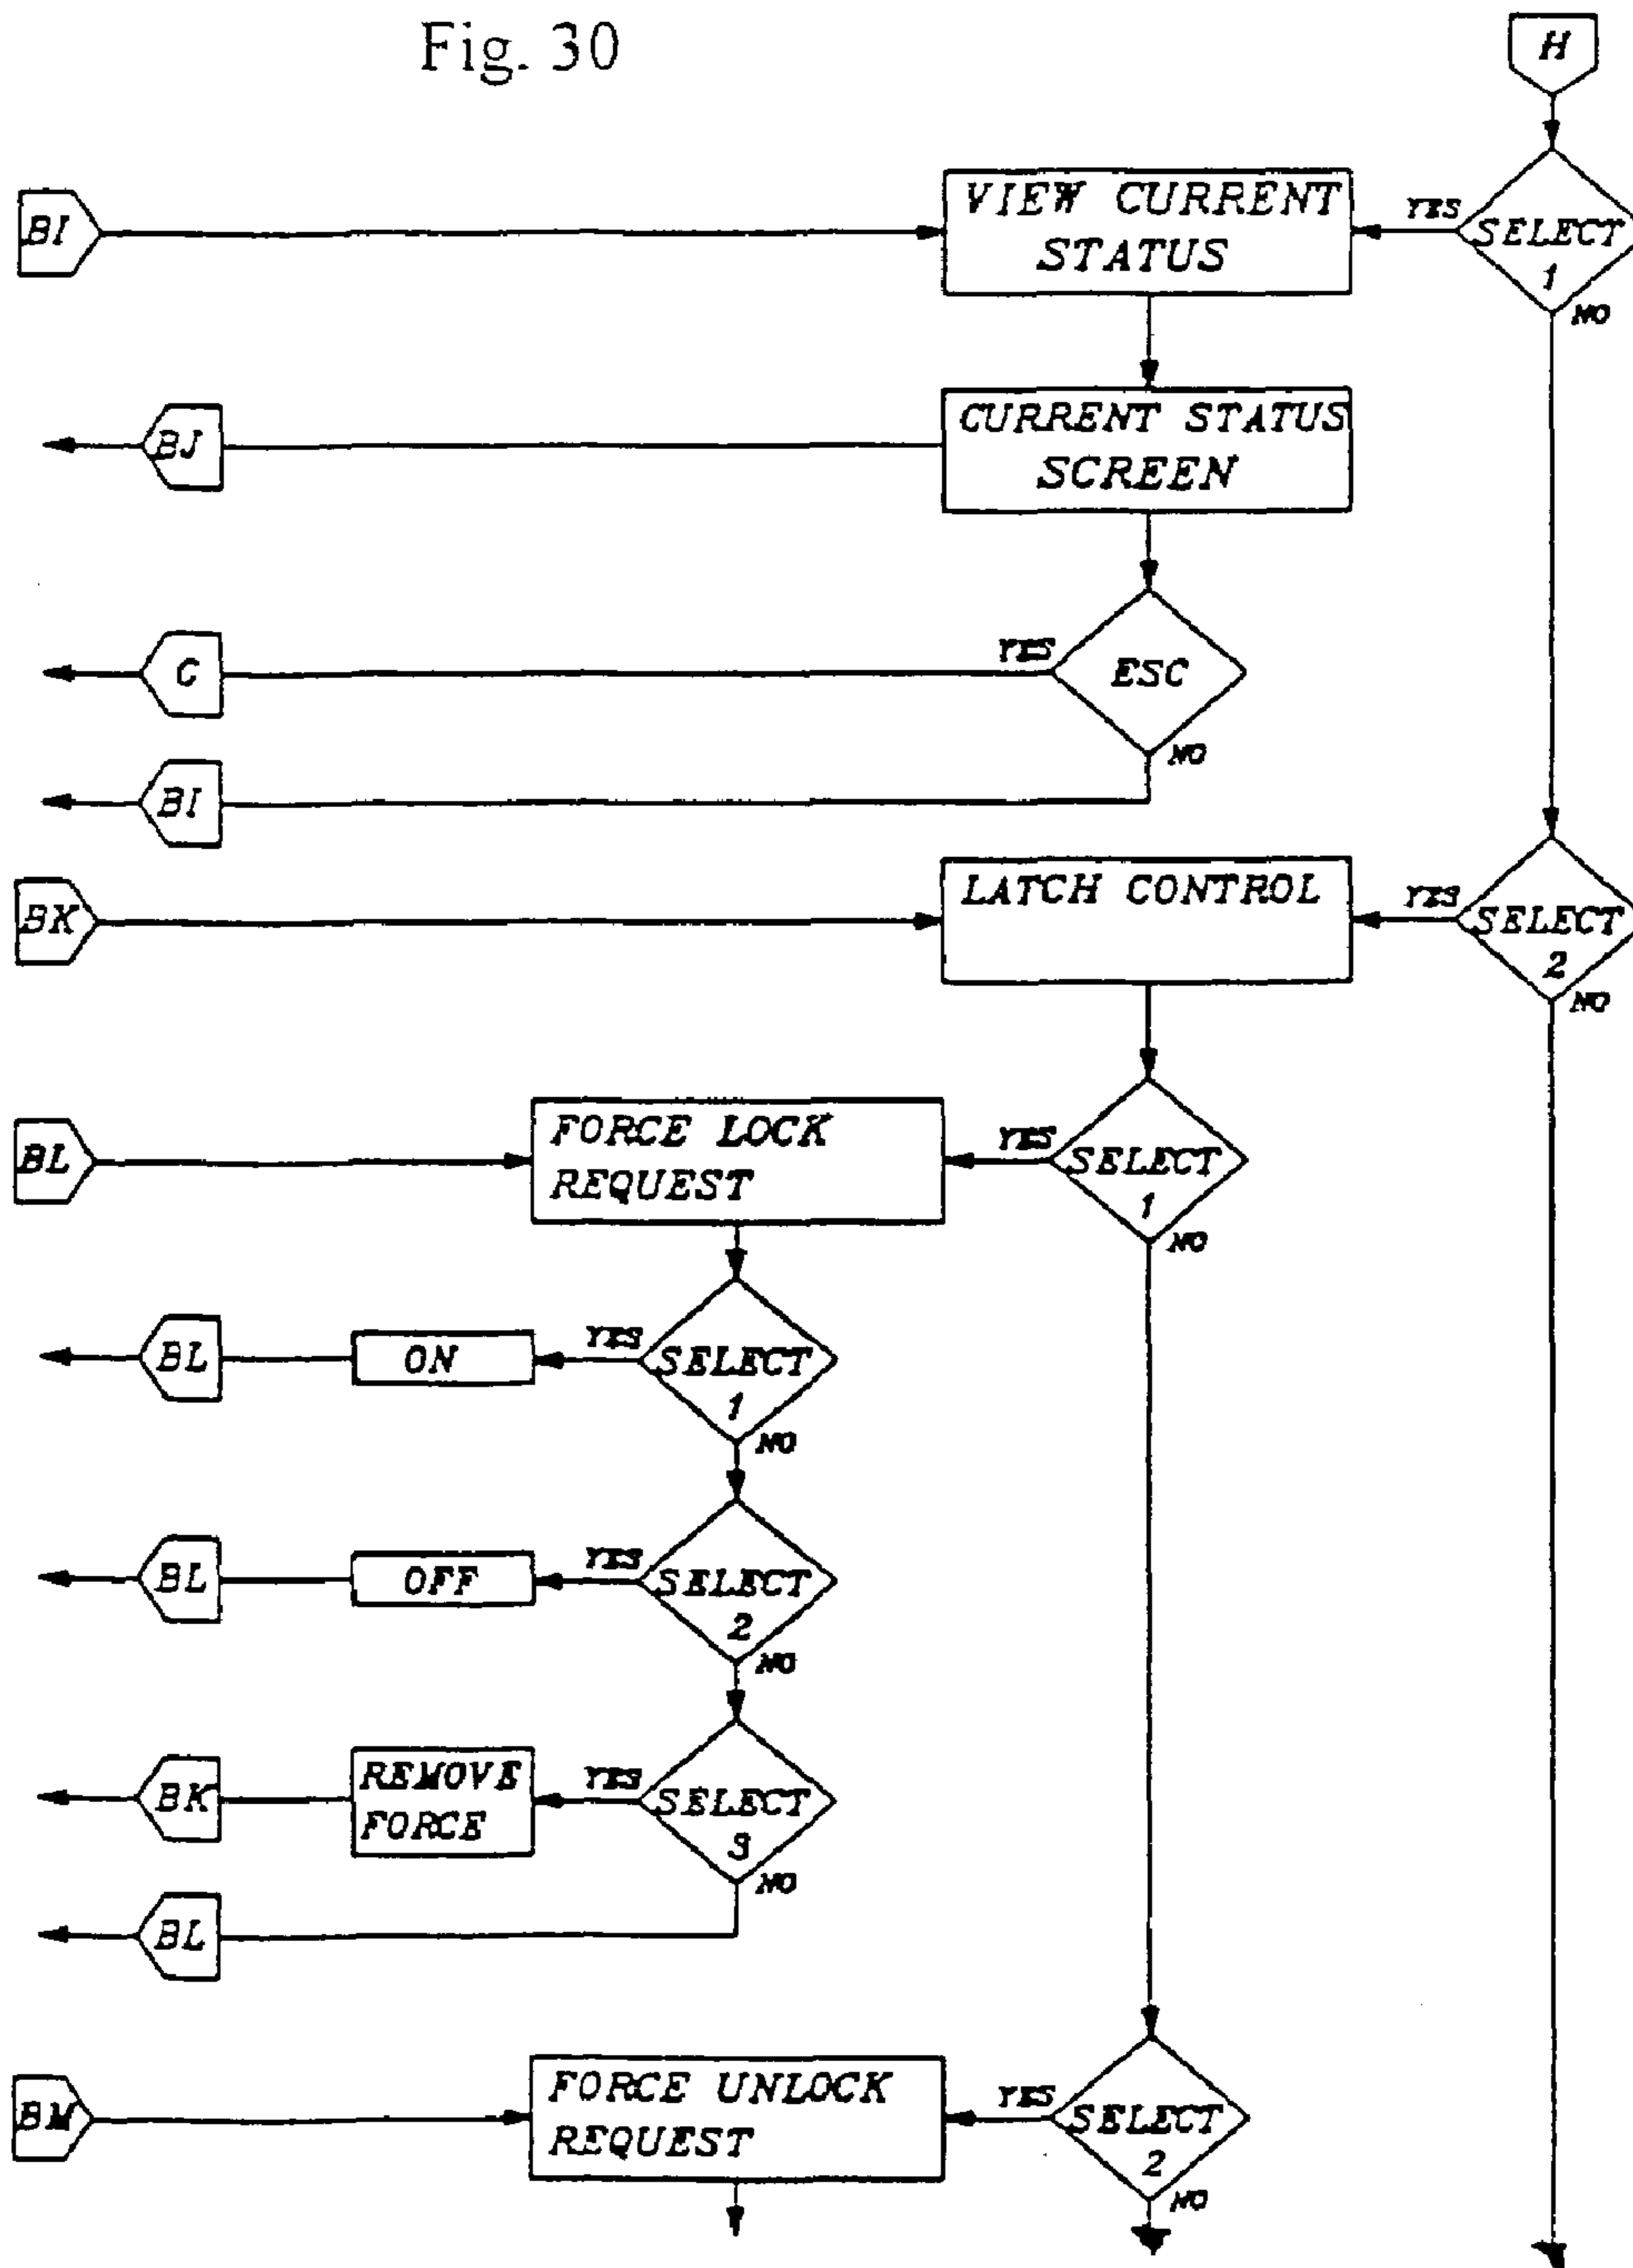 Fig. 30
H
BI
VIEW CURRENT
STATUS
YES
SELECT
1
NO
BJ
CURRENT STATUS
SCREEN
YES
ESC
NO
BI
BK
LATCH CONTROL
YES
SELECT
2
NO
BL
FORCE LOCK
REQUEST
YES
SELECT
1
NO
BL
ON
YES
SELECT
1
NO
BL
OFF
YES
SELECT
2
NO
BK
REMOVE
FORCE
YES
SELECT
3
NO
BL
BM
FORCE UNLOCK
REQUEST
YES
SELECT
2
NO